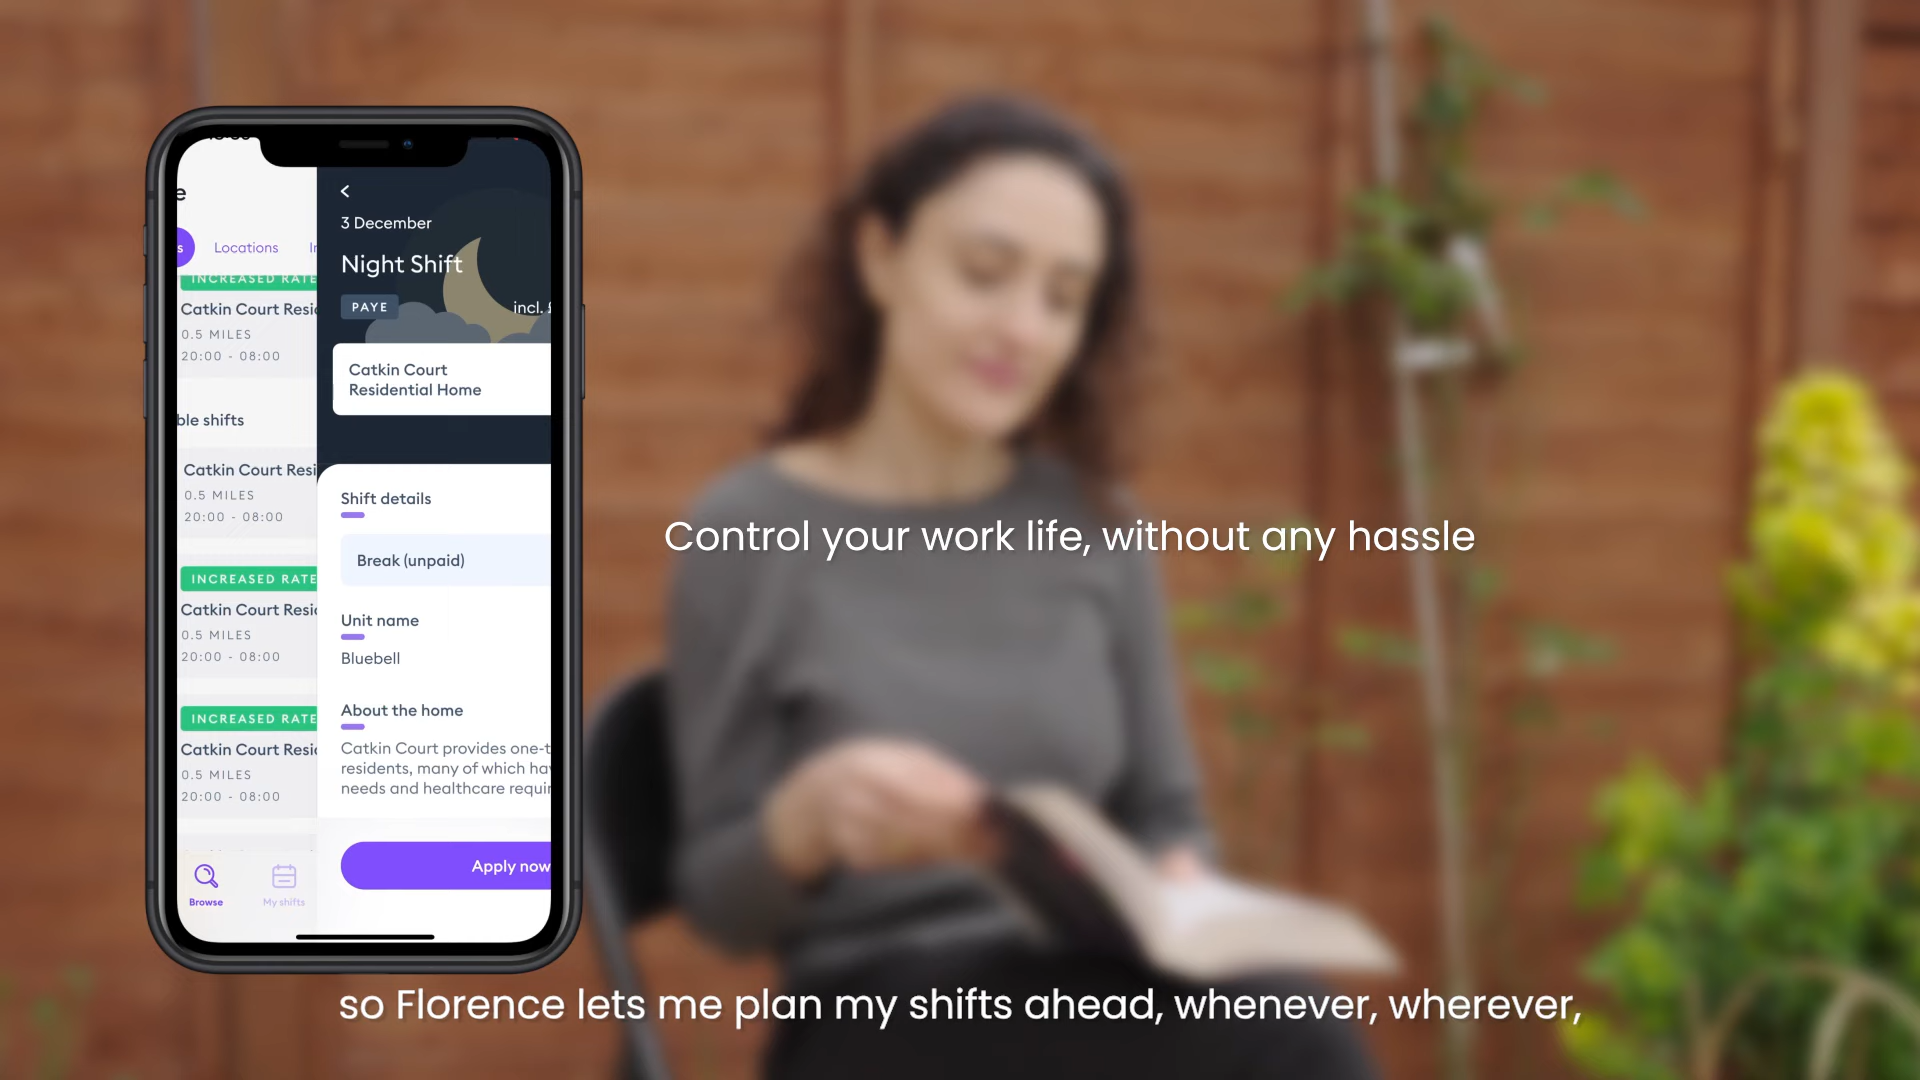 e
s
Locations
INCREASED RATE
Catkin Court Resi
0.5 MILES
20:00 - 08:00
ble shifts
Catkin Court Resi
0.5 MILES
20:00 - 08:00
INCREASED RATE
Catkin Court Resi
0.5 MILES
20:00 - 08:00
INCREASED RATE
Catkin Court Resi
0.5 MILES
20:00 - 08:00
Browse
My shifts
3 December
Night Shift
PAYE
incl. £
Catkin Court
Residential Home
Shift details
Break (unpaid)
Unit name
Bluebell
About the home
Catkin Court provides one-t
residents, many of which hav
needs and healthcare requir
Apply now
Control your work life, without any hassle
so Florence lets me plan my shifts ahead, whenever, wherever,